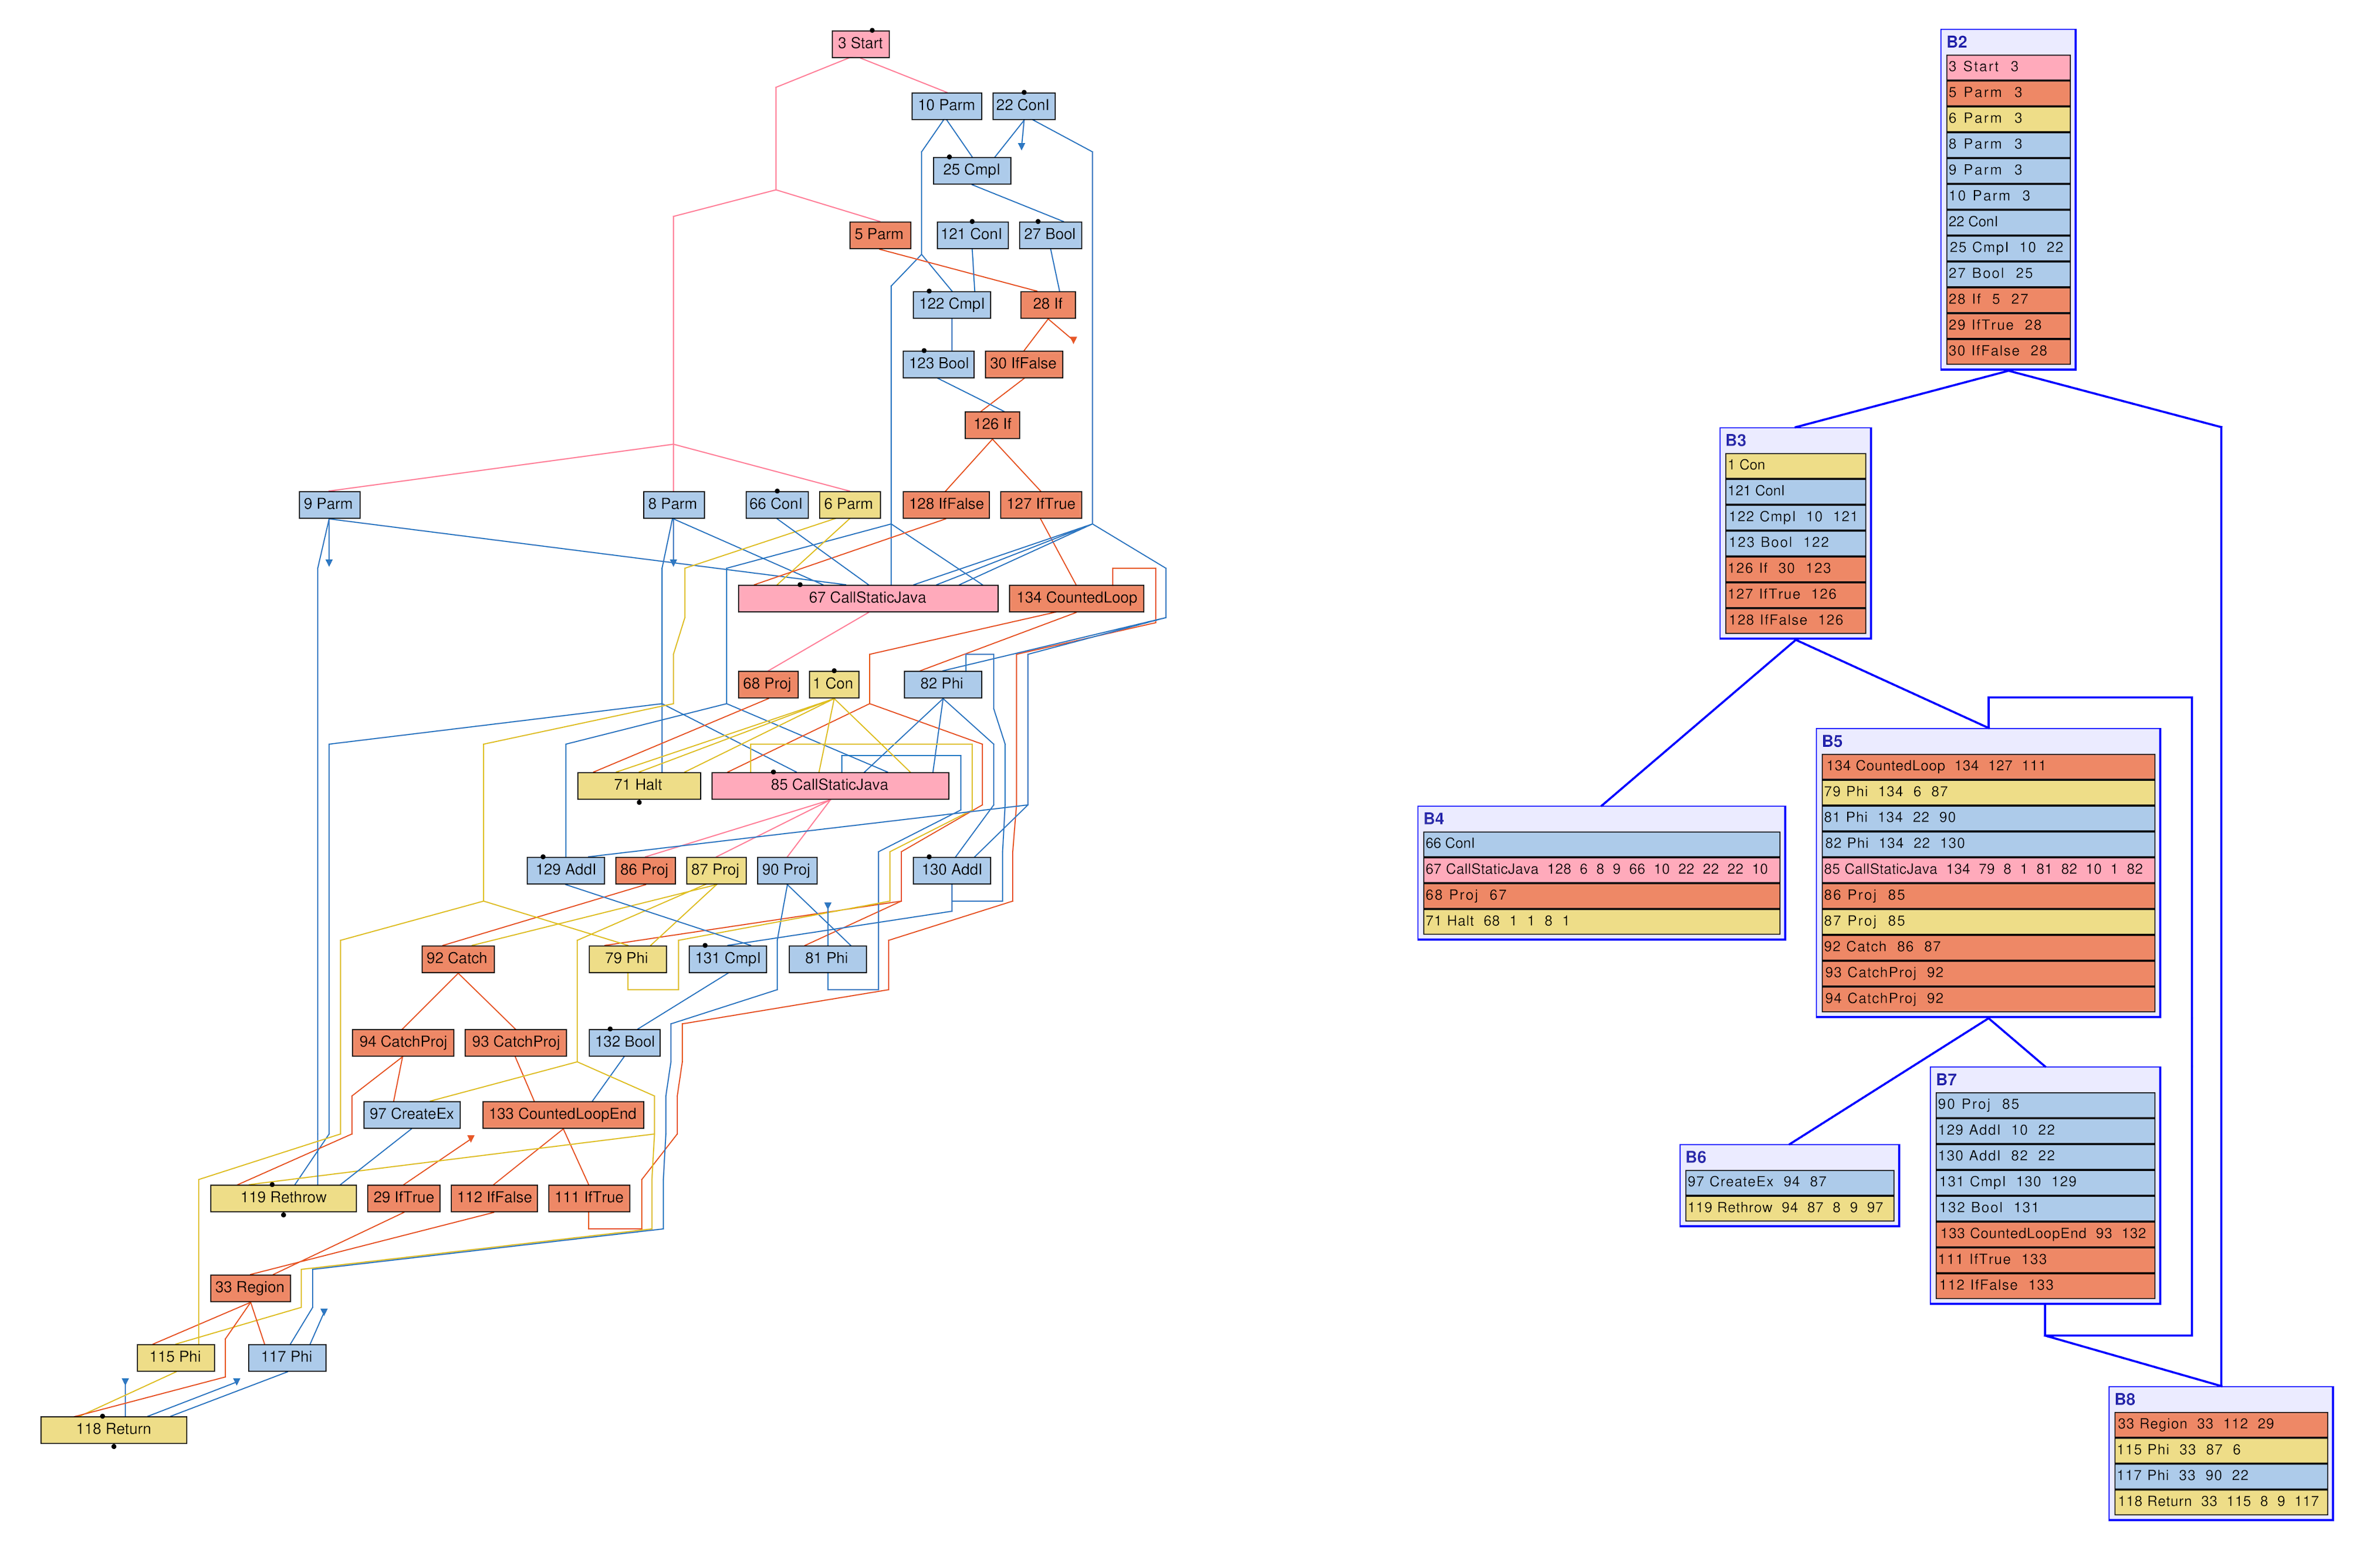 3 Start
10 Parm
22 ConI
25 CmpI
5 Parm
121 ConI
27 Bool
122 CmpI
28 If
123 Bool
30 IfFalse
126 If
9 Parm
8 Parm
66 ConI
6 Parm
128 IfFalse
127 IfTrue
67 CallStaticJava
134 CountedLoop
68 Proj
1 Con
82 Phi
71 Halt
85 CallStaticJava
129 AddI
86 Proj
87 Proj
90 Proj
130 AddI
92 Catch
79 Phi
131 CmpI
81 Phi
94 CatchProj
93 CatchProj
132 Bool
97 CreateEx
133 CountedLoopEnd
119 Rethrow
29 IfTrue
112 IfFalse
111 IfTrue
33 Region
115 Phi
117 Phi
118 Return
B2
3 Start 3
5 Parm 3
6 Parm 3
8 Parm 3
9 Parm 3
10 Parm 3
22 ConI
25 CmpI 10 22
27 Bool 25
28 If 5 27
29 IfTrue 28
30 IfFalse 28
B3
1 Con
121 ConI
122 CmpI 10 121
123 Bool 122
126 If 30 123
127 IfTrue 126
128 IfFalse 126
B4
66 ConI
67 CallStaticJava 128 6 8 9 66 10 22 22 22 10
68 Proj 67
71 Halt 68 1 1 8 1
B5
134 CountedLoop 134 127 111
79 Phi 134 6 87
81 Phi 134 22 90
82 Phi 134 22 130
85 CallStaticJava 134 79 8 1 81 82 10 1 82
86 Proj 85
87 Proj 85
92 Catch 86 87
93 CatchProj 92
94 CatchProj 92
B6
97 CreateEx 94 87
119 Rethrow 94 87 8 9 97
B7
90 Proj 85
129 AddI 10 22
130 AddI 82 22
131 CmpI 130 129
132 Bool 131
133 CountedLoopEnd 93 132
111 IfTrue 133
112 IfFalse 133
B8
33 Region 33 112 29
115 Phi 33 87 6
117 Phi 33 90 22
118 Return 33 115 8 9 117